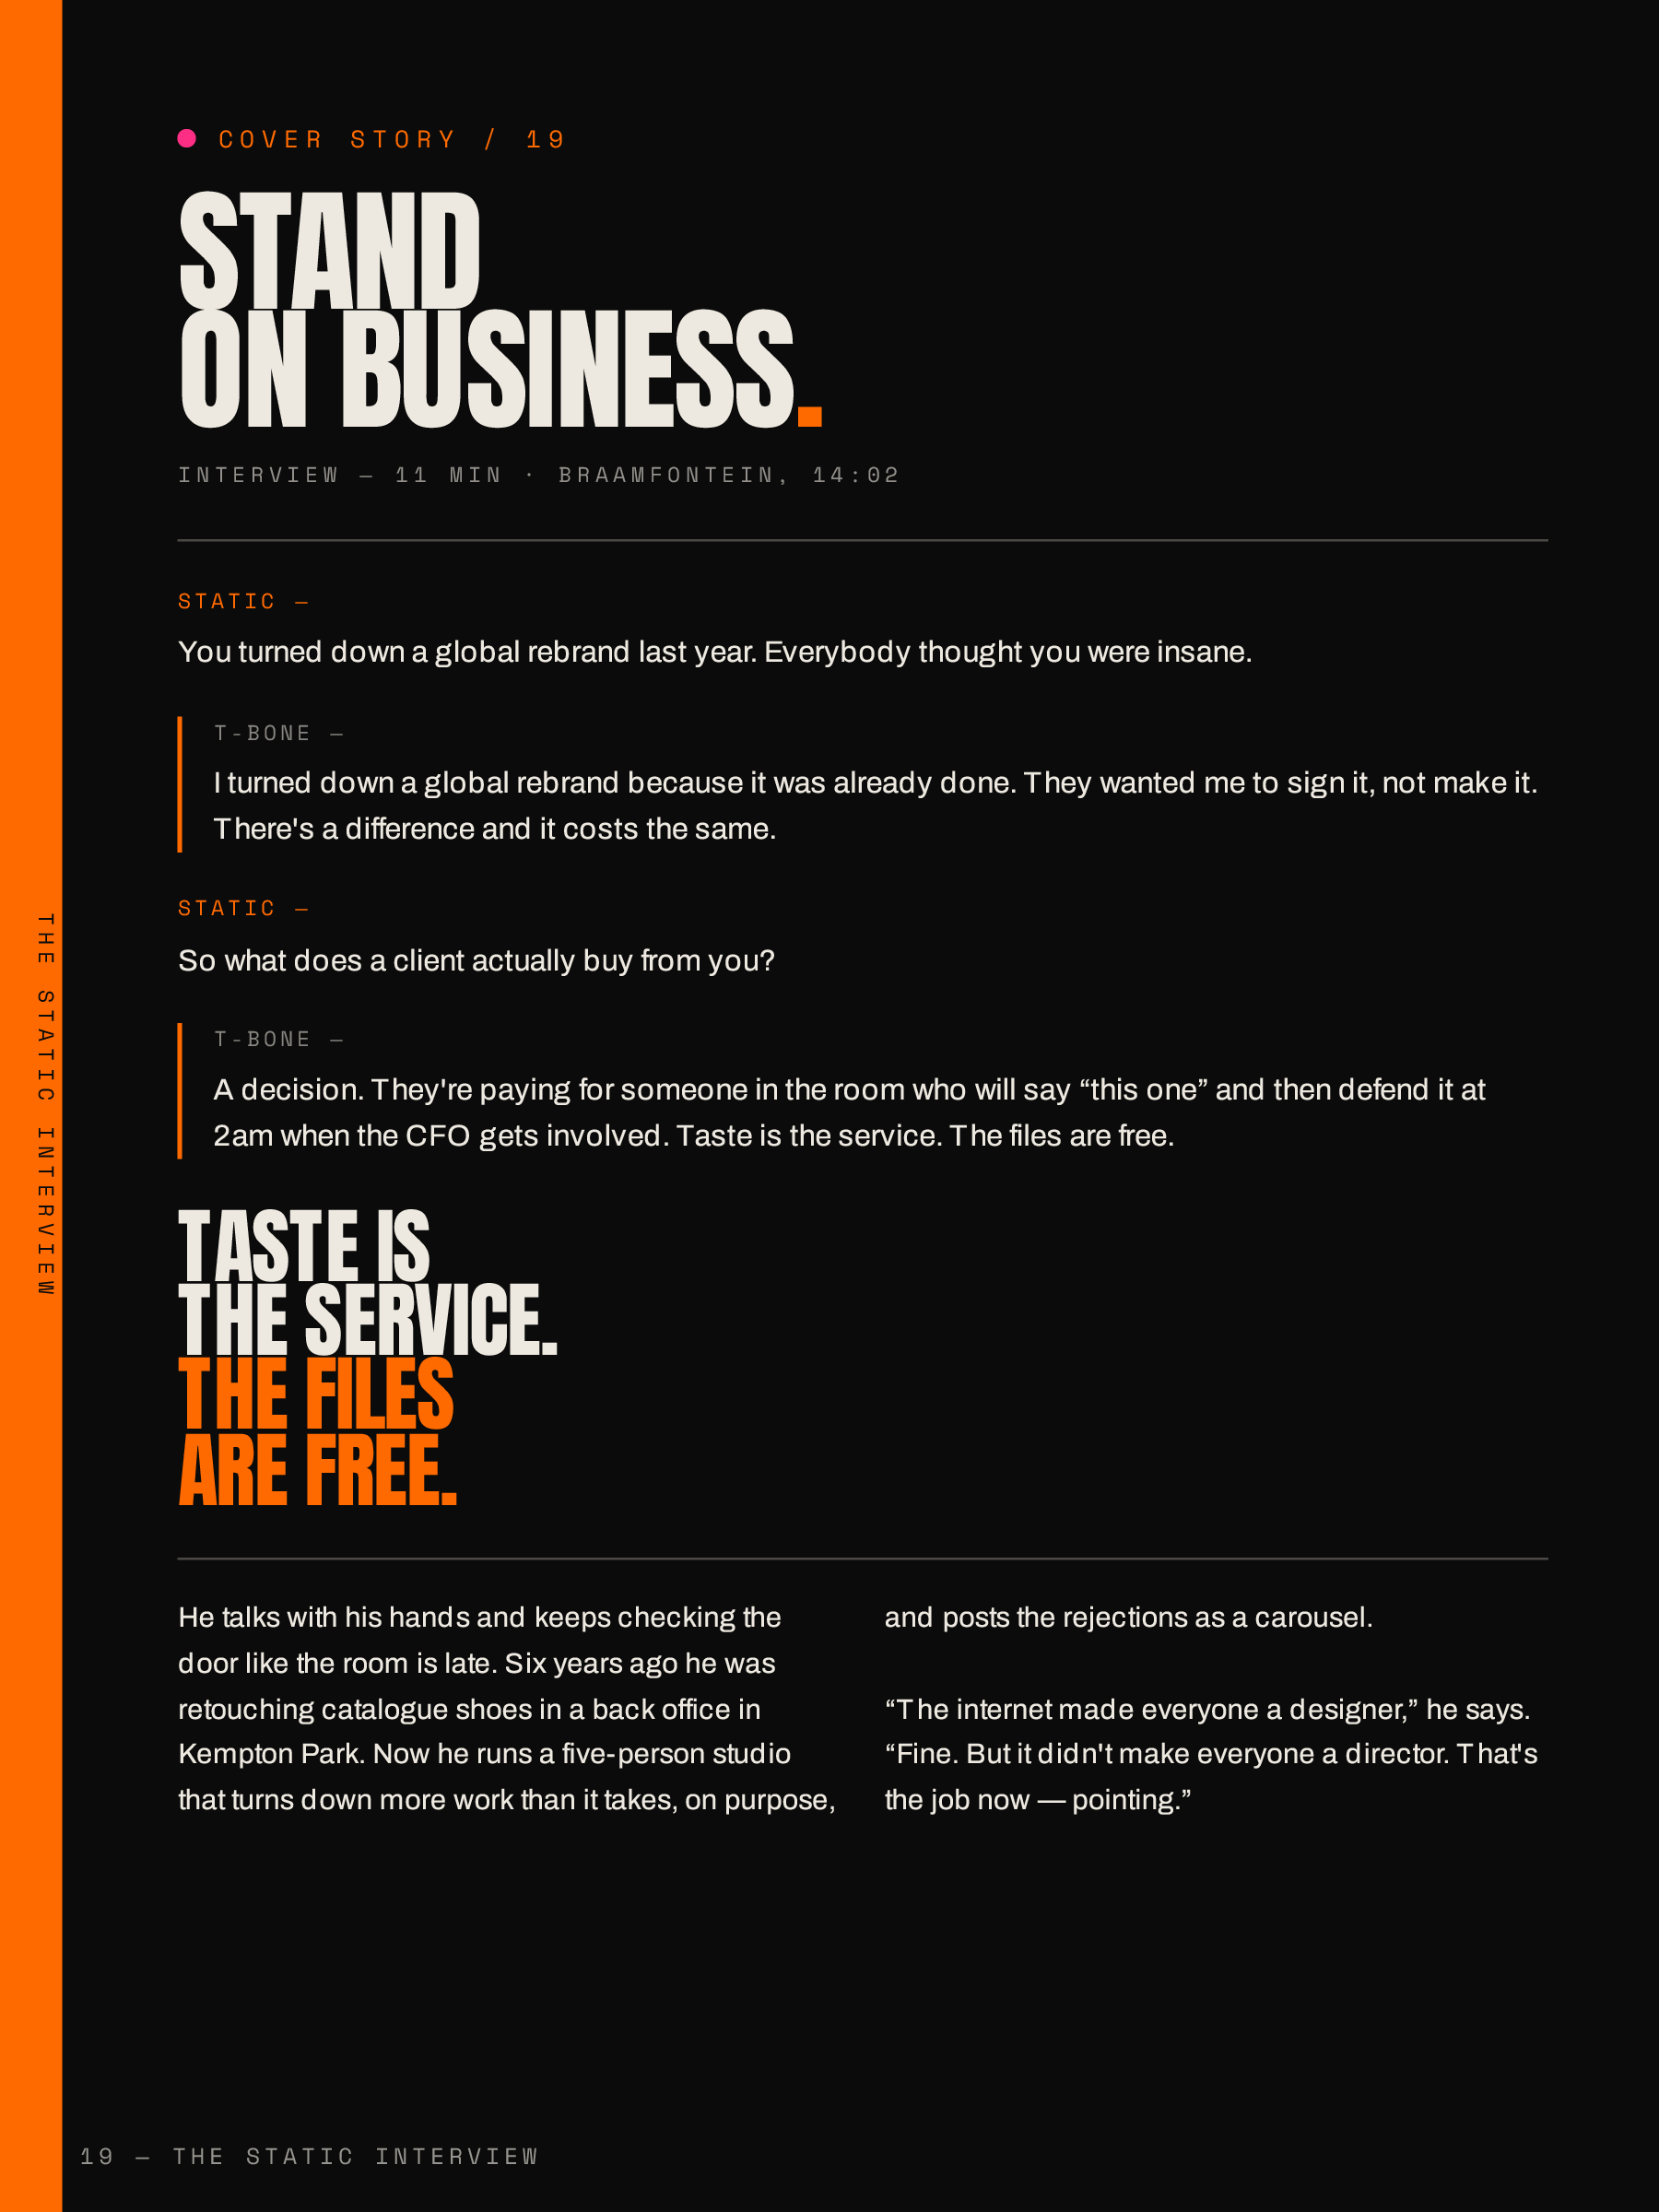 COVER STORY / 19
STAND
ON BUSINESS.
INTERVIEW — 11 MIN · BRAAMFONTEIN, 14:02
STATIC —
You turned down a global rebrand last year. Everybody thought you were insane.
T-BONE —
I turned down a global rebrand because it was already done. They wanted me to sign it, not make it.
There's a difference and it costs the same.
STATIC —
So what does a client actually buy from you?
T-BONE —
A decision. They're paying for someone in the room who will say “this one” and then defend it at
2am when the CFO gets involved. Taste is the service. The files are free.
TASTE IS
THE SERVICE.
THE FILES
ARE FREE.
He talks with his hands and keeps checking the
door like the room is late. Six years ago he was
retouching catalogue shoes in a back office in
Kempton Park. Now he runs a five-person studio
that turns down more work than it takes, on purpose,
and posts the rejections as a carousel.
“The internet made everyone a designer,” he says.
“Fine. But it didn't make everyone a director. That's
the job now — pointing.”
THE STATIC INTERVIEW
19 — THE STATIC INTERVIEW